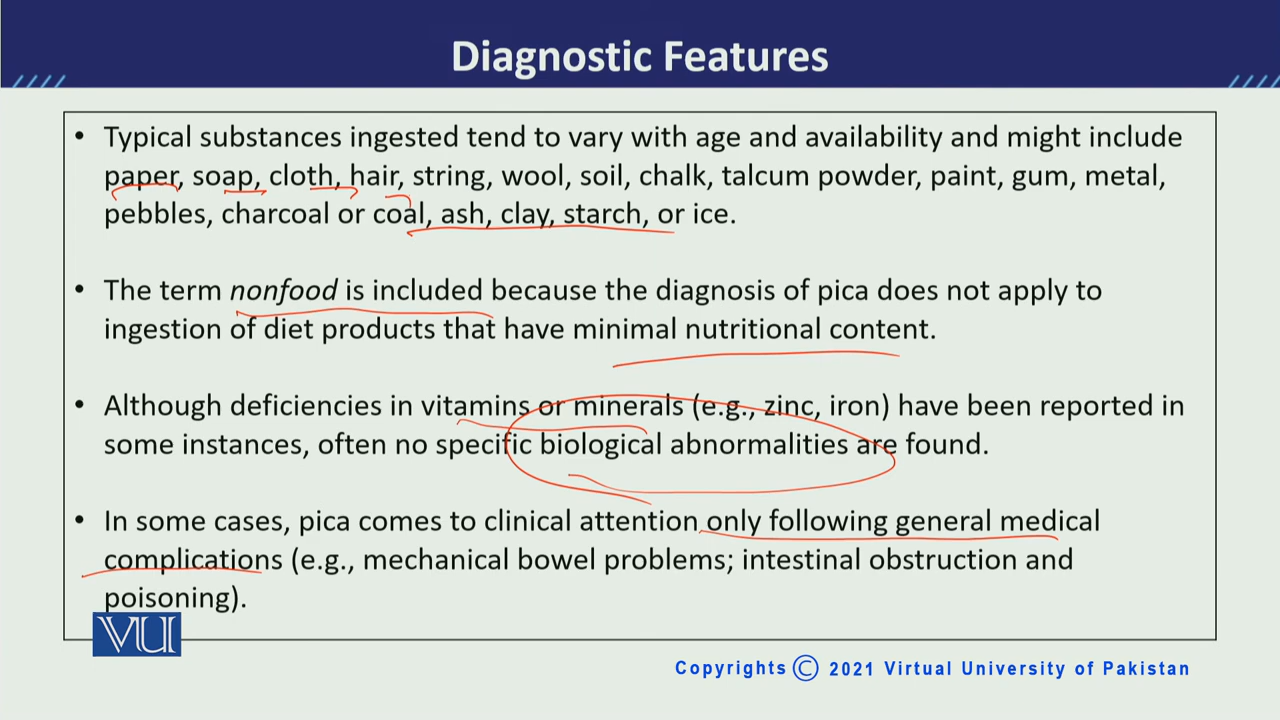 Diagnostic Features
• Typical substances ingested tend to vary with age and availability and might include
paper, soap, cloth, hair, string, wool, soil, chalk, talcum powder, paint, gum, metal,
pebbles, charcoal or coal, ash, clay, starch, or ice.
• The term nonfood is included because the diagnosis of pica does not apply to
ingestion of diet products that have minimal nutritional content.
• Although deficiencies in vitamins or minerals (e.g., zinc, iron) have been reported in
some instances, often no specific biological abnormalities are found.
• In some cases, pica comes to clinical attention only following general medical
complications (e.g., mechanical bowel problems; intestinal obstruction and
poisoning).
VU
Copyrights © 2021 Virtual University of Pakistan